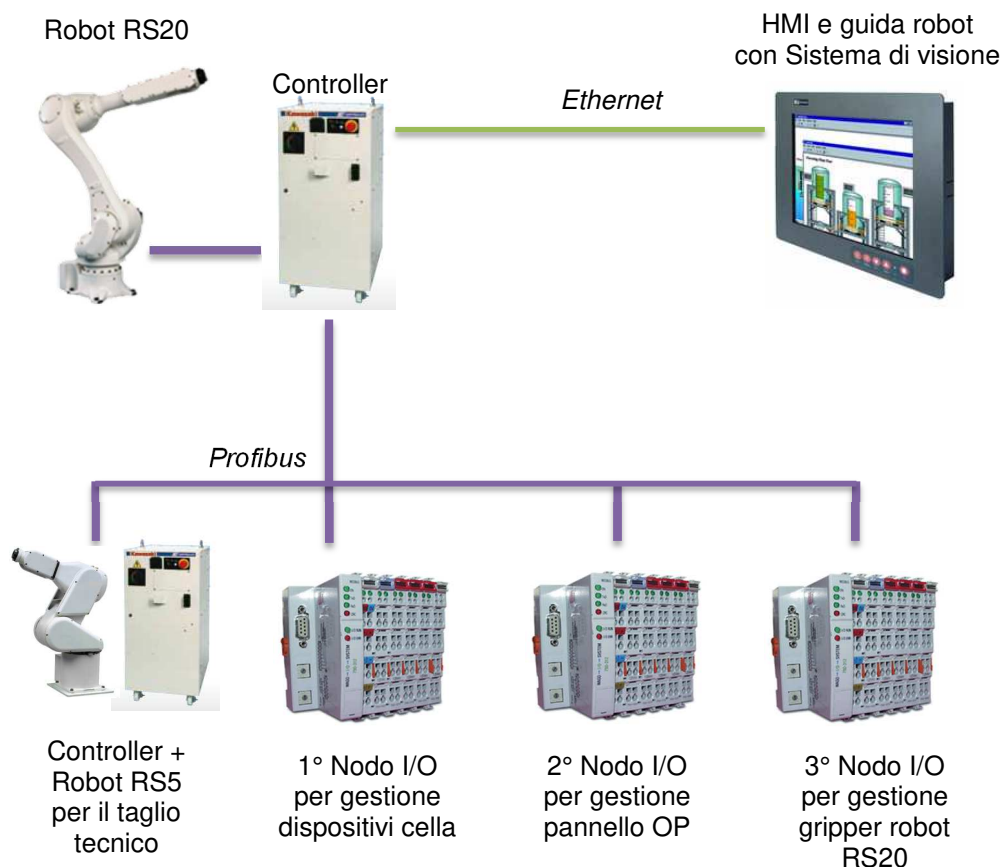 Robot RS20
HMI e guida robot
con Sistema di visione
Controller
Ethernet
Kawasaki
Profibus
Kawasaki
Controller +
Robot RS5
per il taglio
tecnico
1° Nodo I/O
per gestione
dispositivi cella
2° Nodo I/O
per gestione
pannello OP
3° Nodo I/O
per gestione
gripper robot
RS20